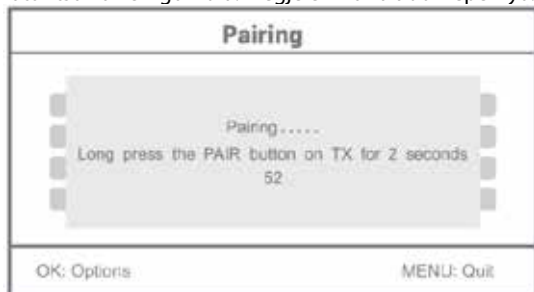 Pairing
Pairing.....
Long press the PAIR button on TX for 2 seconds
52
OK: Options
MENU: Quit